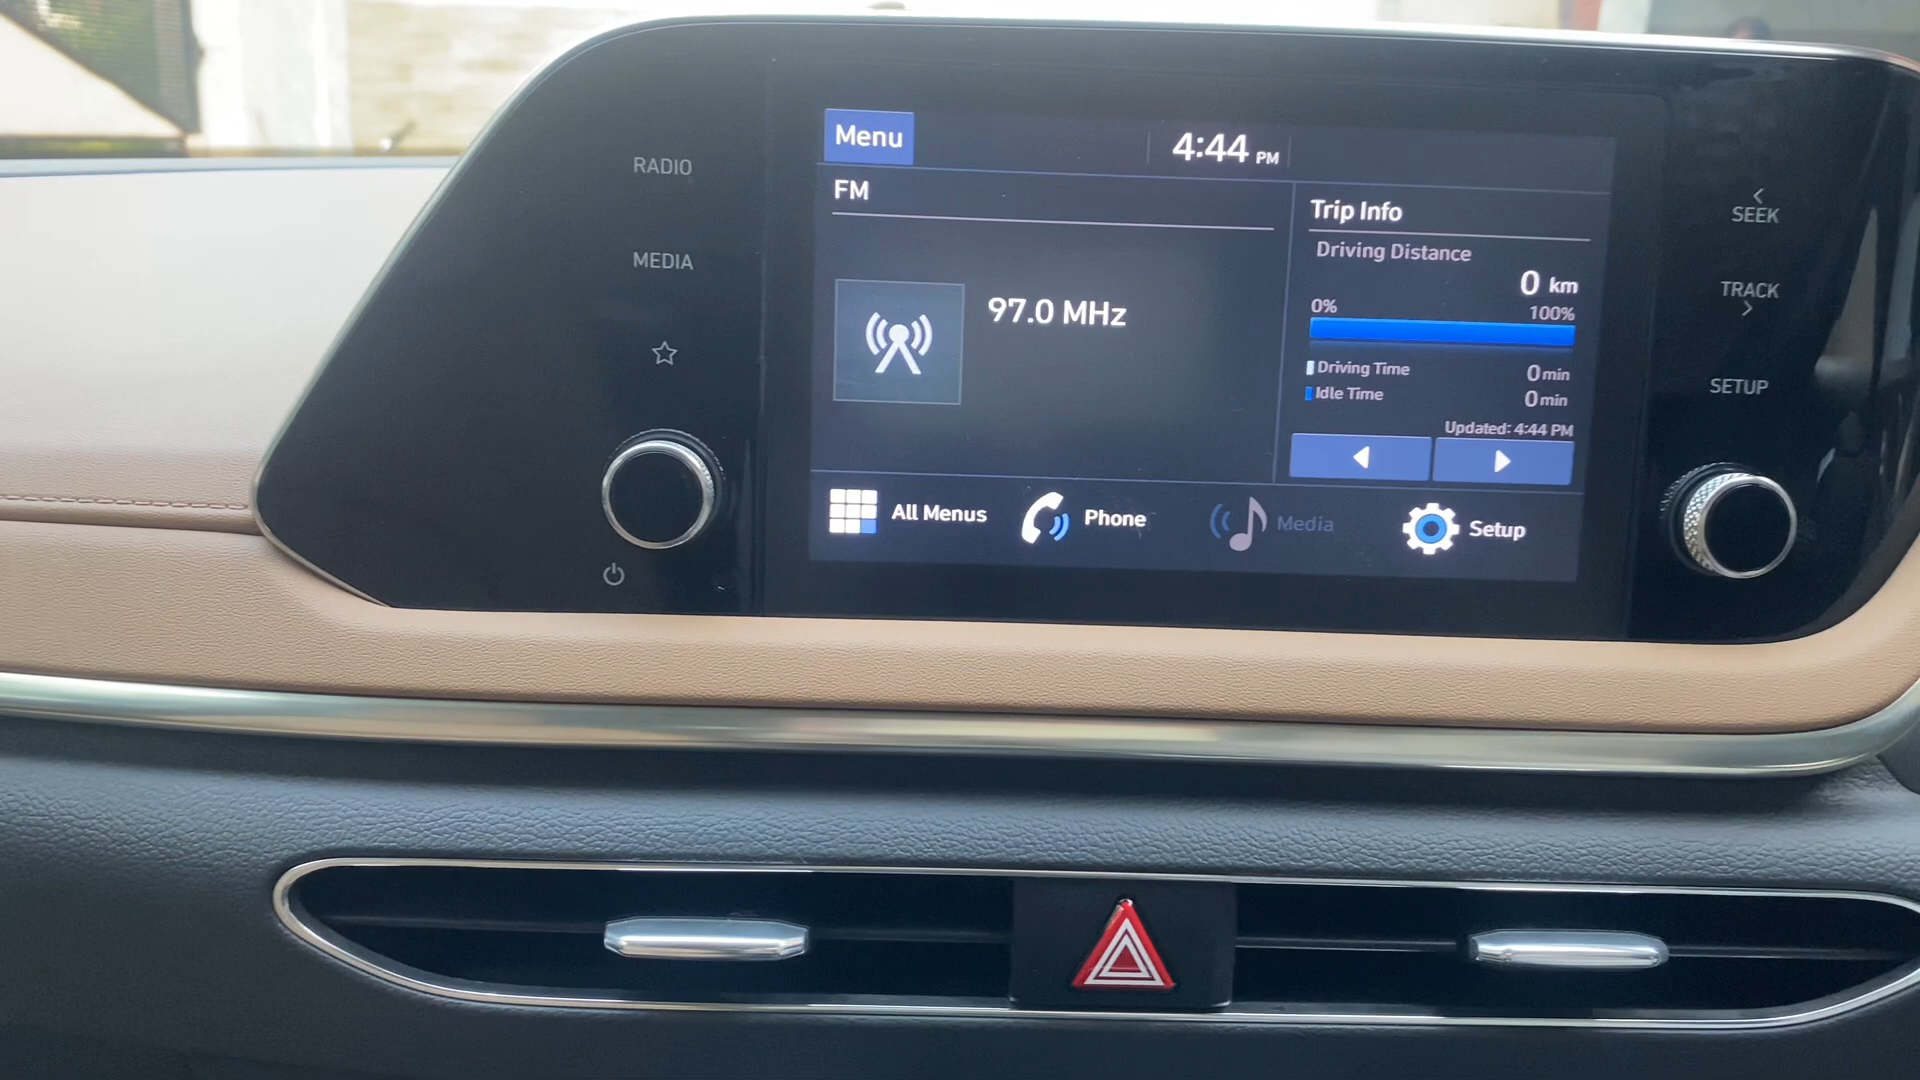 RADIO
MEDIA
Menu
4:44 PM
FM
97.0 MHz
Trip Info
Driving Distance
0 km
0% 100%
Driving Time 0 min
Idle Time 0 min
Updated: 4:44 PM
All Menus
Phone
Media
Setup
< SEEK
TRACK >
SETUP